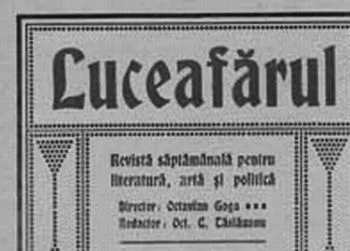 Luceafărul
Revistă săptămânală pentru
literatură, artă și politică
Director: Octavian Goga
Redactor: Oct. C. Tăslăuanu